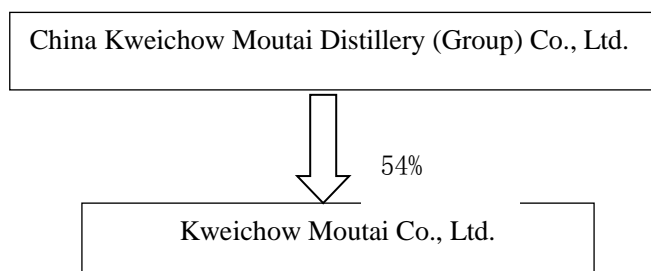 China Kweichow Moutai Distillery (Group) Co., Ltd.
54%
Kweichow Moutai Co., Ltd.